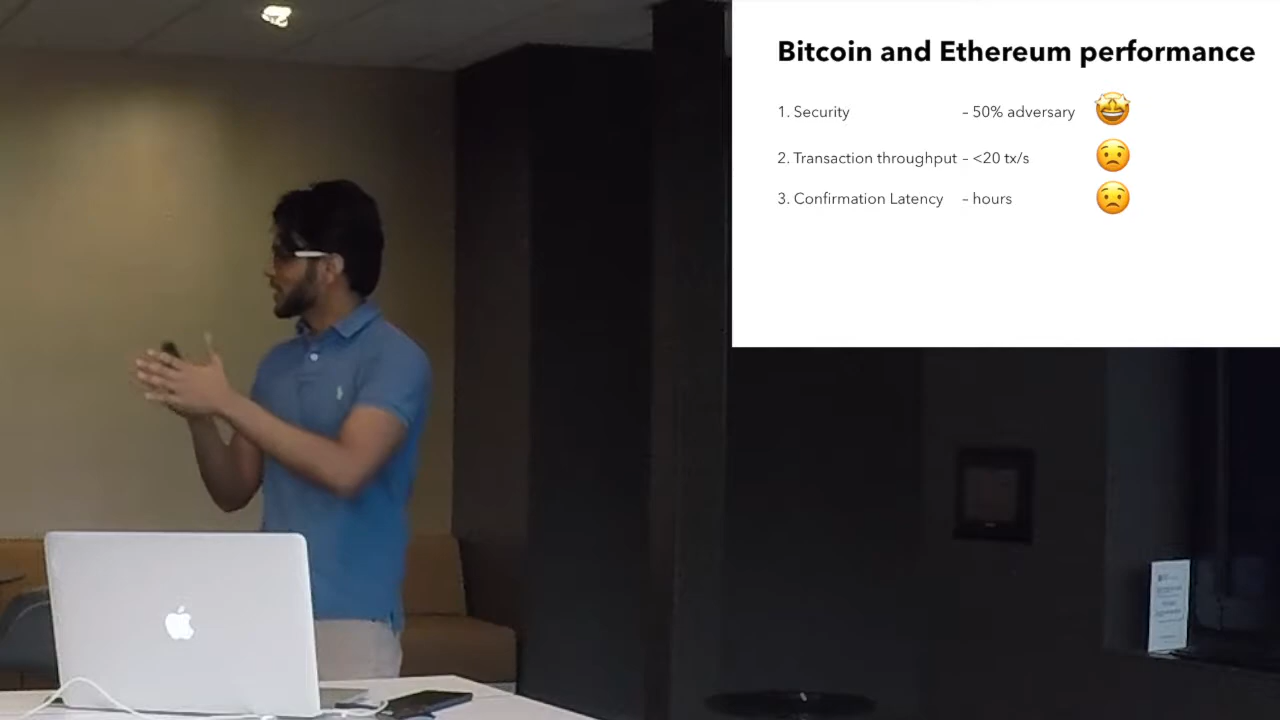 Bitcoin and Ethereum performance
1. Security – 50% adversary
2. Transaction throughput – <20 tx/s
3. Confirmation Latency – hours